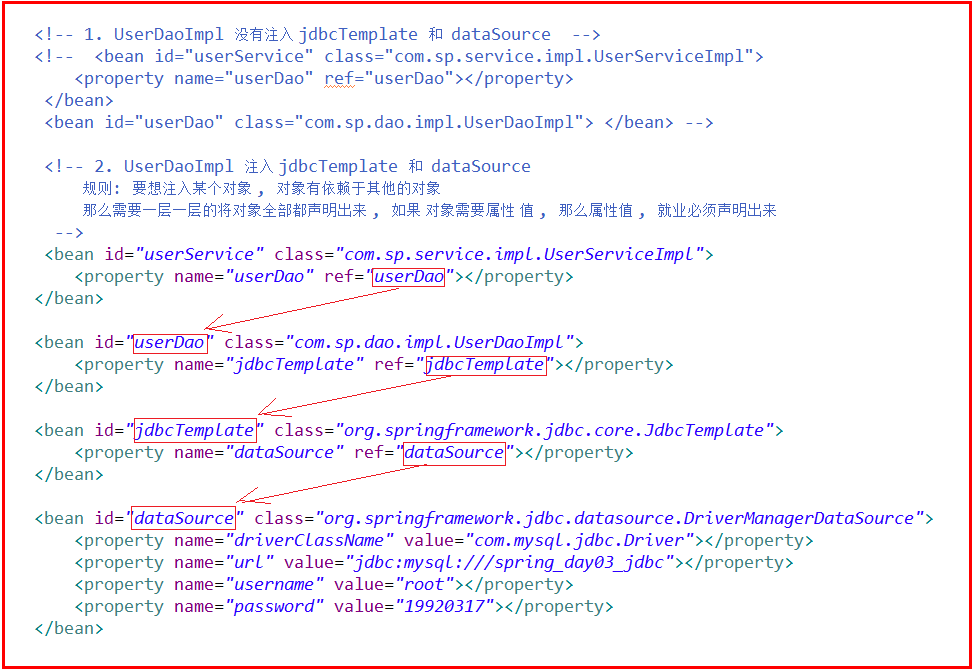 <!-- 1. UserDaoImpl 没有注入 jdbcTemplate 和 dataSource  -->
<!--  <bean id="userService" class="com.sp.service.impl.UserServiceImpl">
    <property name="userDao" ref="userDao"></property>
</bean>
<bean id="userDao" class="com.sp.dao.impl.UserDaoImpl"> </bean> -->
<!-- 2. UserDaoImpl 注入 jdbcTemplate 和 dataSource
规则: 要想注入某个对象 , 对象有依赖于其他的对象
那么需要一层一层的将对象全部都声明出来 , 如果 对象需要属性 值 , 那么属性值 , 就业必须声明出来
-->
<bean id="userService" class="com.sp.service.impl.UserServiceImpl">
    <property name="userDao" ref="userDao"></property>
</bean>
<bean id="userDao" class="com.sp.dao.impl.UserDaoImpl">
    <property name="jdbcTemplate" ref="jdbcTemplate"></property>
</bean>
<bean id="jdbcTemplate" class="org.springframework.jdbc.core.JdbcTemplate">
    <property name="dataSource" ref="dataSource"></property>
</bean>
<bean id="dataSource" class="org.springframework.jdbc.datasource.DriverManagerDataSource">
    <property name="driverClassName" value="com.mysql.jdbc.Driver"></property>
    <property name="url" value="jdbc:mysql:///spring_day03_jdbc"></property>
    <property name="username" value="root"></property>
    <property name="password" value="19920317"></property>
</bean>